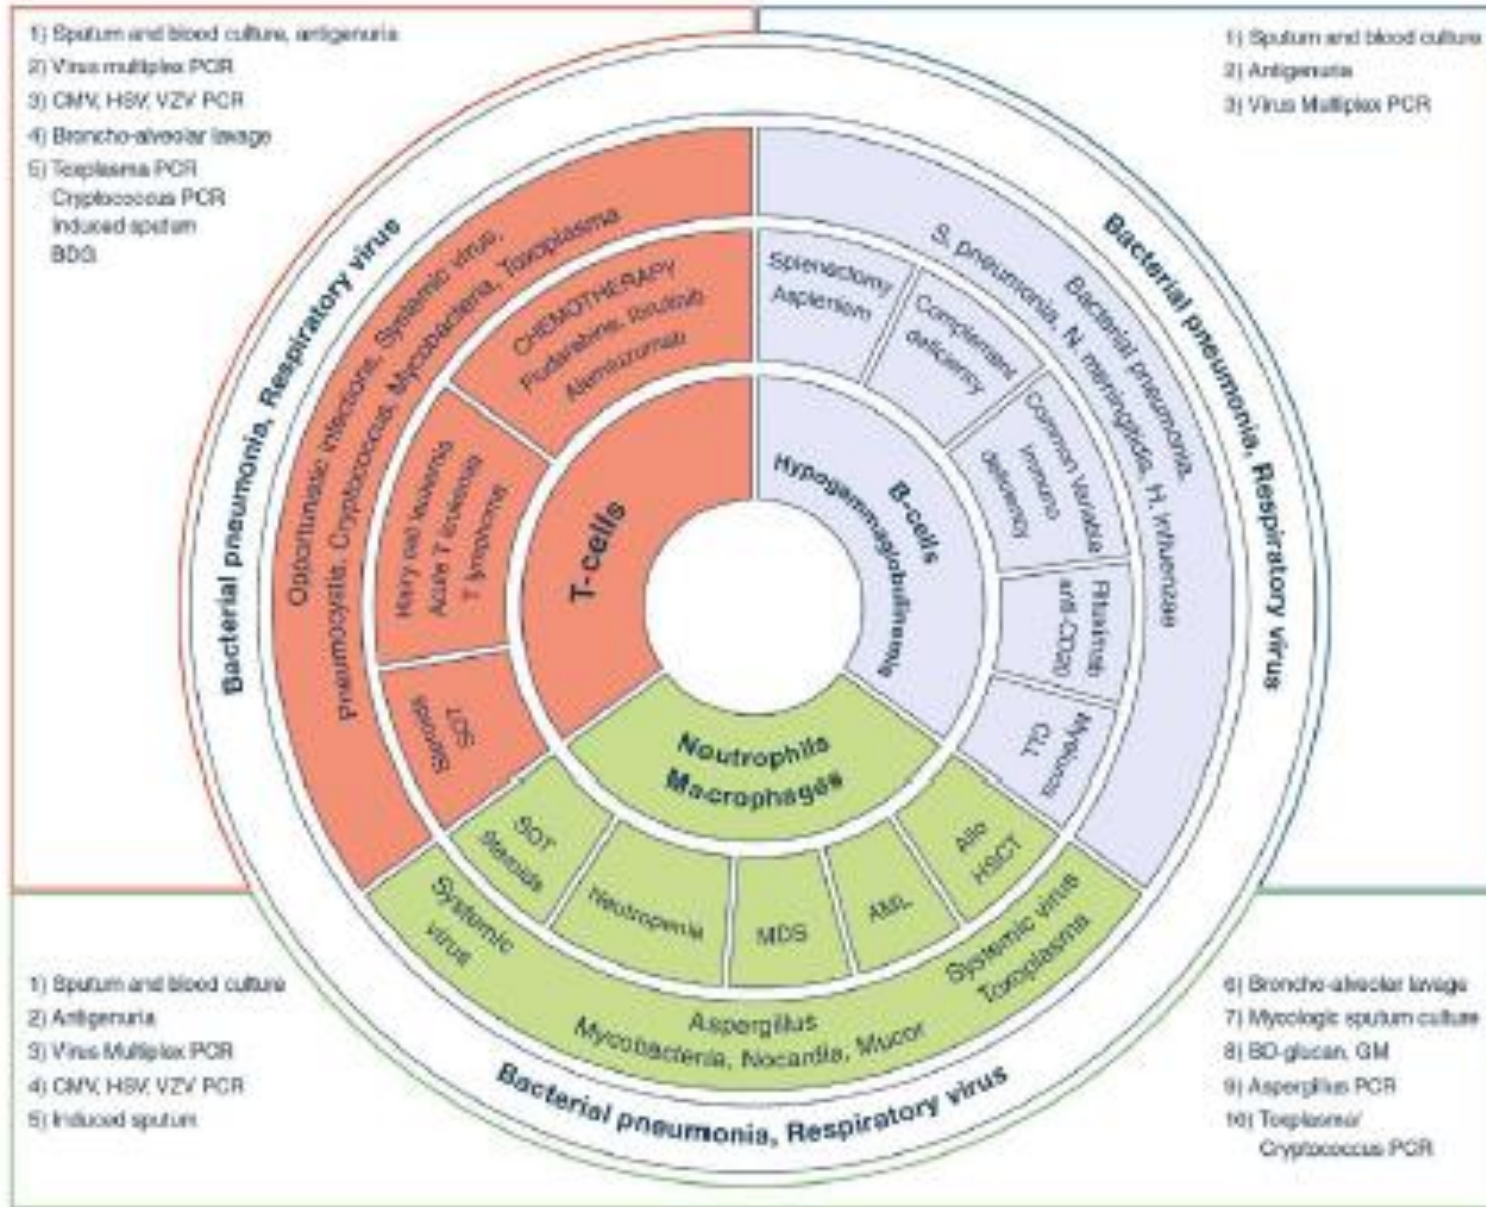 1) Sputum and blood culture, antigenuria
2) Virus multiplex PCR
3) CMV, HSV, VZV PCR
4) Broncho-alveolar lavage
5) Toxplasma PCR
Cryptococcus PCR
Induced sputum
BDG
1) Sputum and blood culture
2) Antigenuria
3) Virus Multiplex PCR
Bacterial pneumonia, Respiratory virus
Opportunistic infections, Systemic virus,
Pneumocystis, Cryptococcus, Mycobacteria, Toxoplasma
CHEMOTHERAPY
Fludarabine, Ibrutinib
Alemtuzumab
Hairy cell leukemia
Acute T leukemia
T lymphoma
SOT
Steroids
T-cells
Bacterial pneumonia, Respiratory virus
Bacterial pneumonia,
S. pneumonia, N. meningitidis, H. influenzae
Splenectomy
Asplenism
Complement
deficiency
Common Variable
Immuno
deficiency
Rituximab
anti-CD20
Myeloma
CLL
B-cells
Hypogammaglobulinemia
Neutrophils
Macrophages
SOT
Steroids
Neutropenia
MDS
AML
Allo
HSCT
Systemic
virus
Aspergillus
Mycobacteria, Nocardia, Mucor
Systemic virus
Toxoplasma
Bacterial pneumonia, Respiratory virus
1) Sputum and blood culture
2) Antigenuria
3) Virus Multiplex PCR
4) CMV, HSV, VZV PCR
5) Induced sputum
6) Broncho-alveolar lavage
7) Mycologic sputum culture
8) BD-glucan, GM
9) Aspergillus PCR
10) Toxplasma/
Cryptococcus PCR